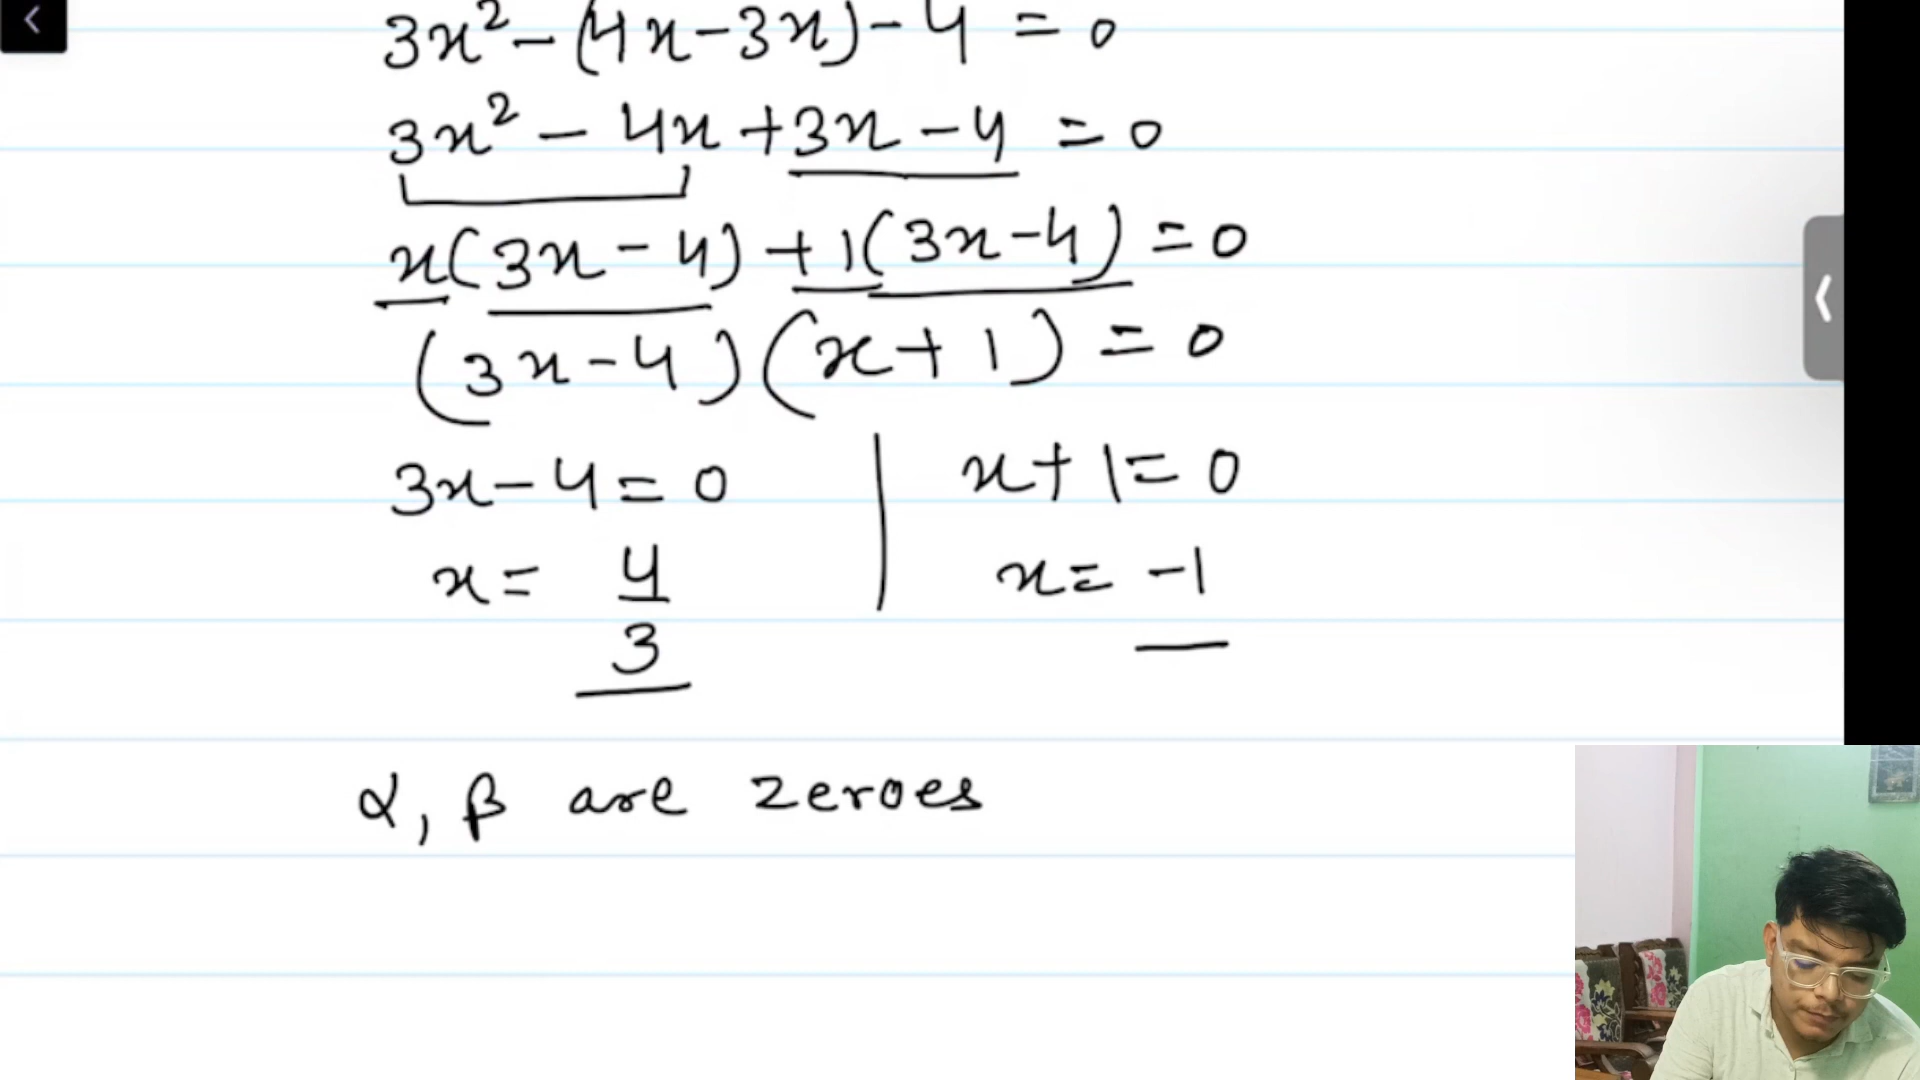 3x² - (4x-3x) - 4 = 0
3x² - 4x + 3x - 4 = 0
x(3x - 4) + 1(3x-4) = 0
(3x-4)(x+1) = 0
3x-4=0
x+1=0
x= 4/3
x= -1
α, β are zeroes